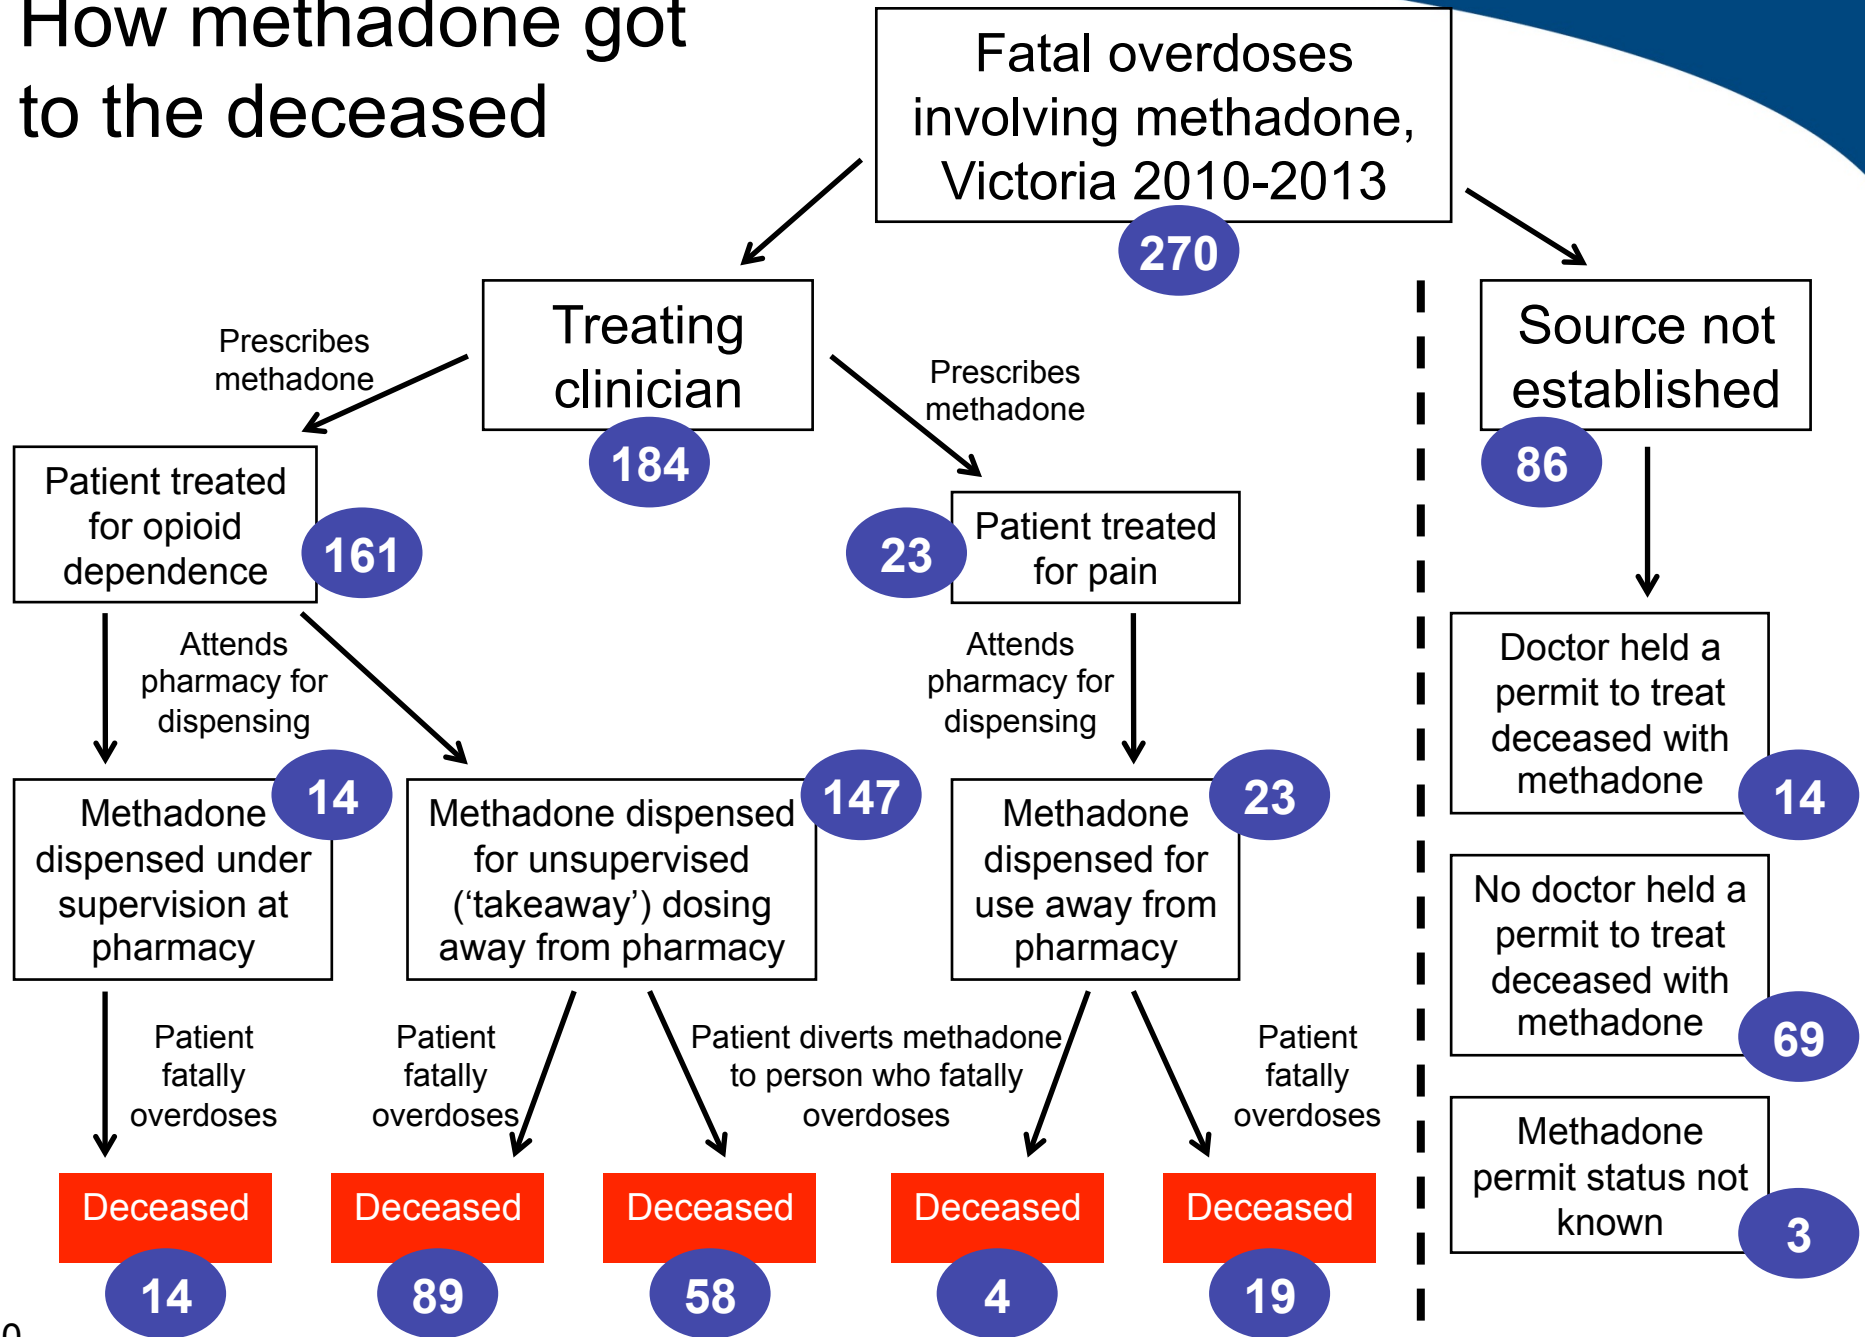 How methadone got
to the deceased
Fatal overdoses
involving methadone,
Victoria 2010-2013
270
Treating
clinician
184
Source not
established
86
Prescribes
methadone
Prescribes
methadone
Patient treated
for opioid
dependence
161
23
Patient treated
for pain
Attends
pharmacy for
dispensing
Attends
pharmacy for
dispensing
Doctor held a
permit to treat
deceased with
methadone
14
Methadone
dispensed under
supervision at
pharmacy
14
Methadone dispensed
for unsupervised
(‘takeaway’) dosing
away from pharmacy
147
Methadone
dispensed for
use away from
pharmacy
23
No doctor held a
permit to treat
deceased with
methadone
69
Patient
fatally
overdoses
Patient
fatally
overdoses
Patient diverts methadone
to person who fatally
overdoses
Patient
fatally
overdoses
Methadone
permit status not
known
3
Deceased
14
Deceased
89
Deceased
58
Deceased
4
Deceased
19